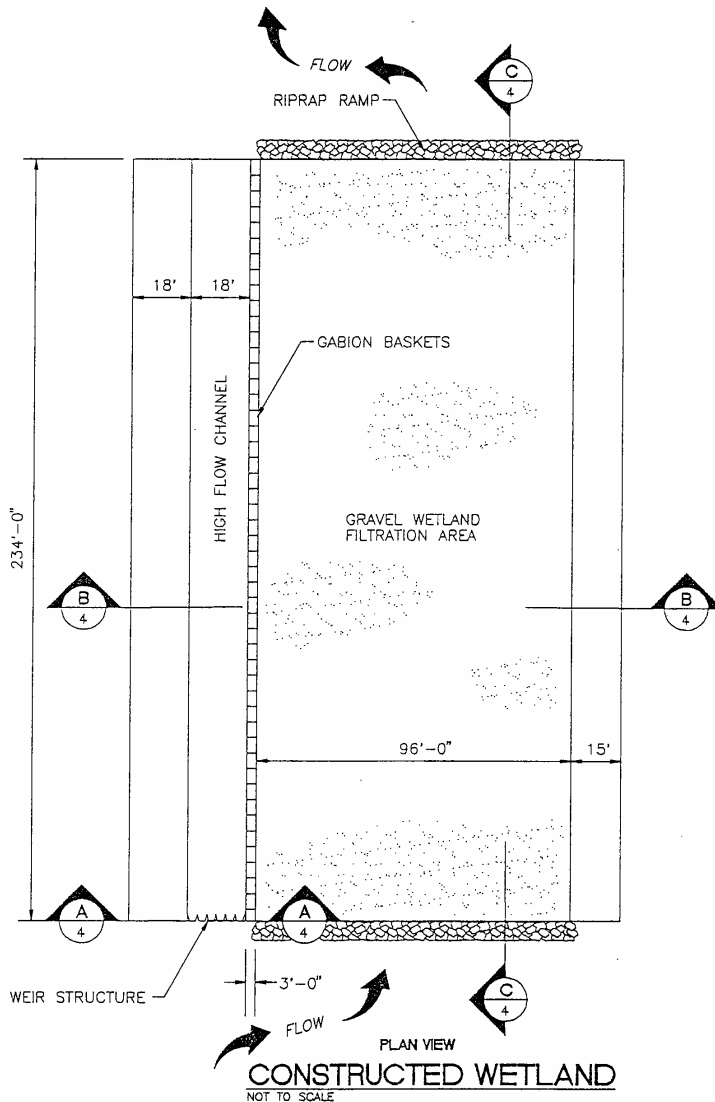 FLOW
C
4
RIPRAP RAMP
18'
18'
GABION BASKETS
HIGH FLOW CHANNEL
234'-0"
GRAVEL WETLAND
FILTRATION AREA
B
4
B
4
96'-0"
15'
A
4
A
4
WEIR STRUCTURE
3'-0"
C
4
FLOW
PLAN VIEW
CONSTRUCTED WETLAND
NOT TO SCALE